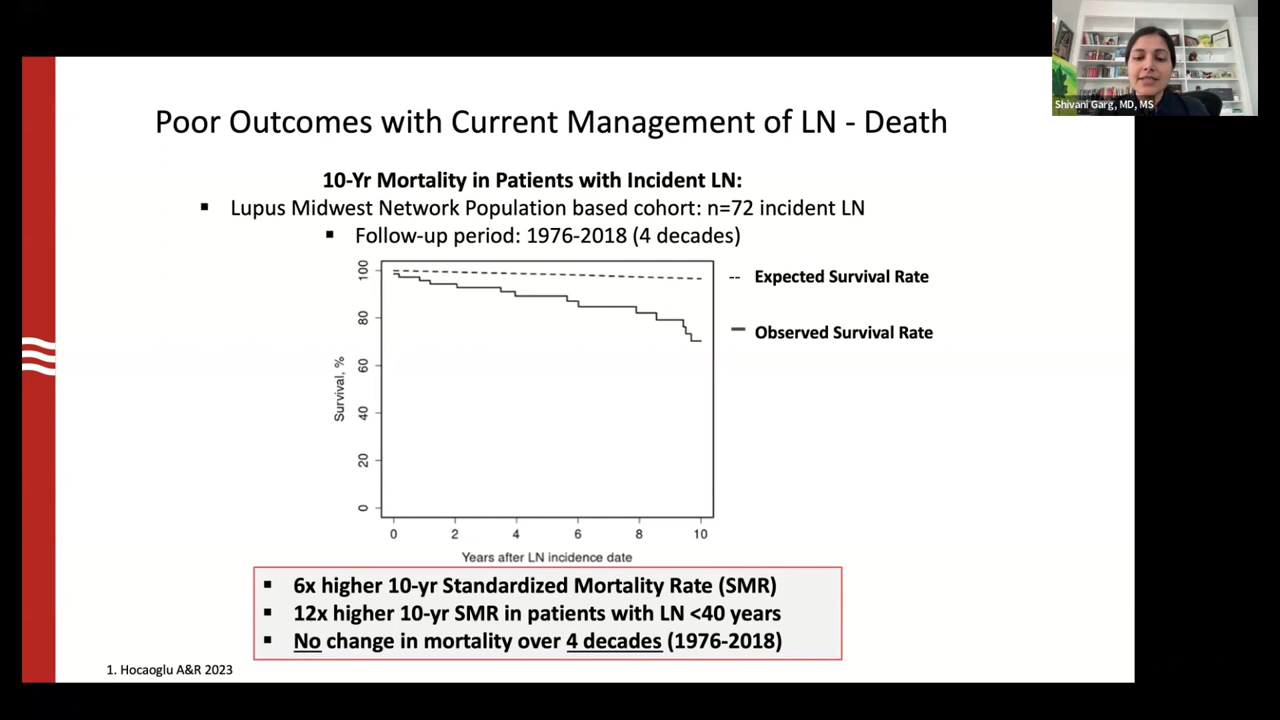 Shivani Garg, MD, MS
Poor Outcomes with Current Management of LN - Death
10-Yr Mortality in Patients with Incident LN:
▪ Lupus Midwest Network Population based cohort: n=72 incident LN
▪ Follow-up period: 1976-2018 (4 decades)
-- Expected Survival Rate
Observed Survival Rate
Survival, %
100
80
60
40
20
0
0 2 4 6 8 10
Years after LN incidence date
▪ 6x higher 10-yr Standardized Mortality Rate (SMR)
▪ 12x higher 10-yr SMR in patients with LN <40 years
▪ No change in mortality over 4 decades (1976-2018)
1. Hocaoglu A&R 2023